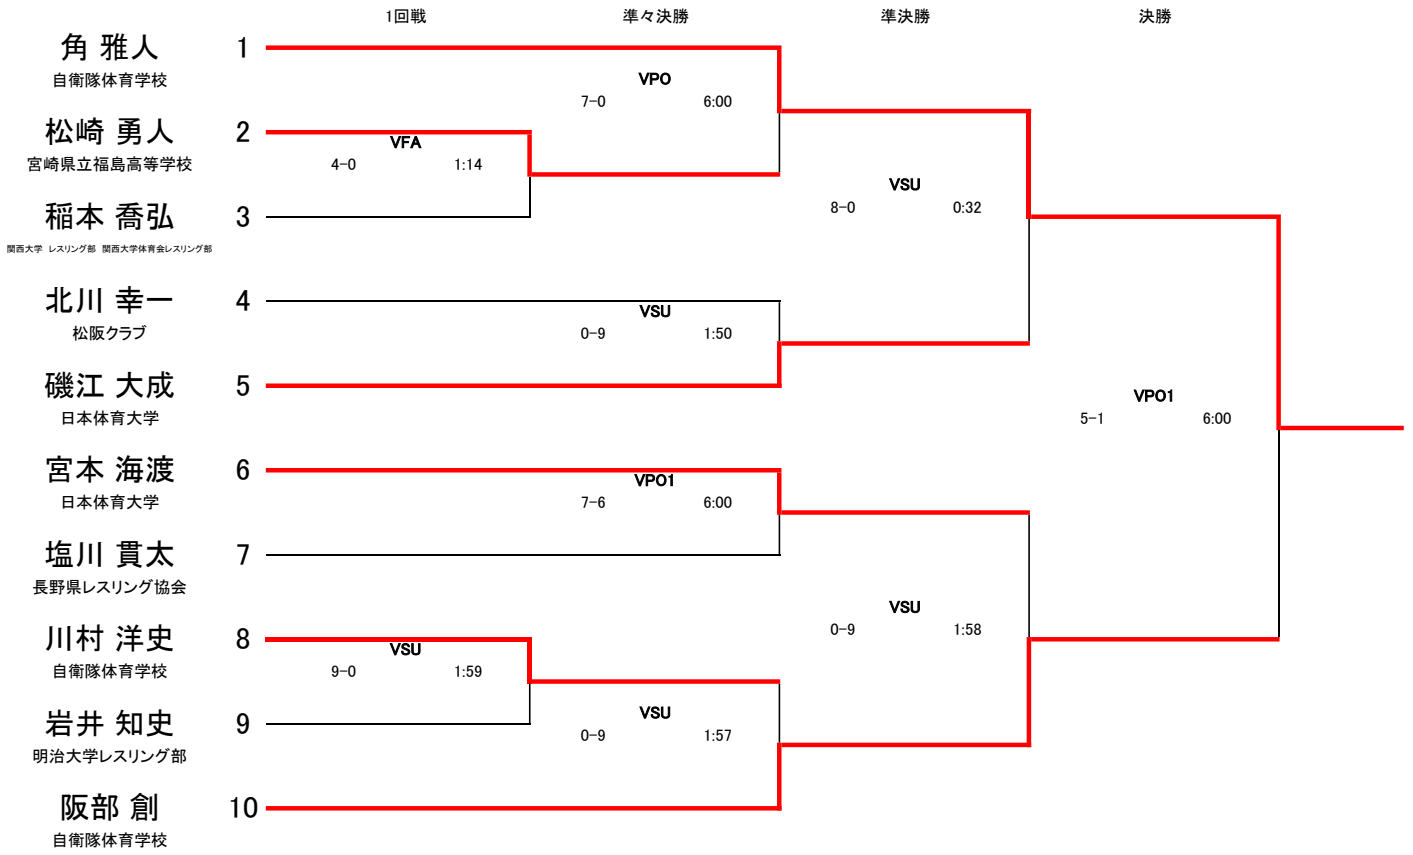 1回戦 準々決勝 準決勝 決勝
角 雅人 1
自衛隊体育学校
VPO
7-0 6:00
松崎 勇人 2
宮崎県立福島高等学校
VFA
4-0 1:14
稲本 喬弘 3
関西大学 レスリング部 関西大学体育会レスリング部
VSU
8-0 0:32
北川 幸一 4
松阪クラブ
VSU
0-9 1:50
磯江 大成 5
日本体育大学
VPO1
5-1 6:00
宮本 海渡 6
日本体育大学
VPO1
7-6 6:00
塩川 貫太 7
長野県レスリング協会
VSU
0-9 1:58
川村 洋史 8
自衛隊体育学校
VSU
9-0 1:59
岩井 知史 9
明治大学レスリング部
VSU
0-9 1:57
阪部 創 10
自衛隊体育学校